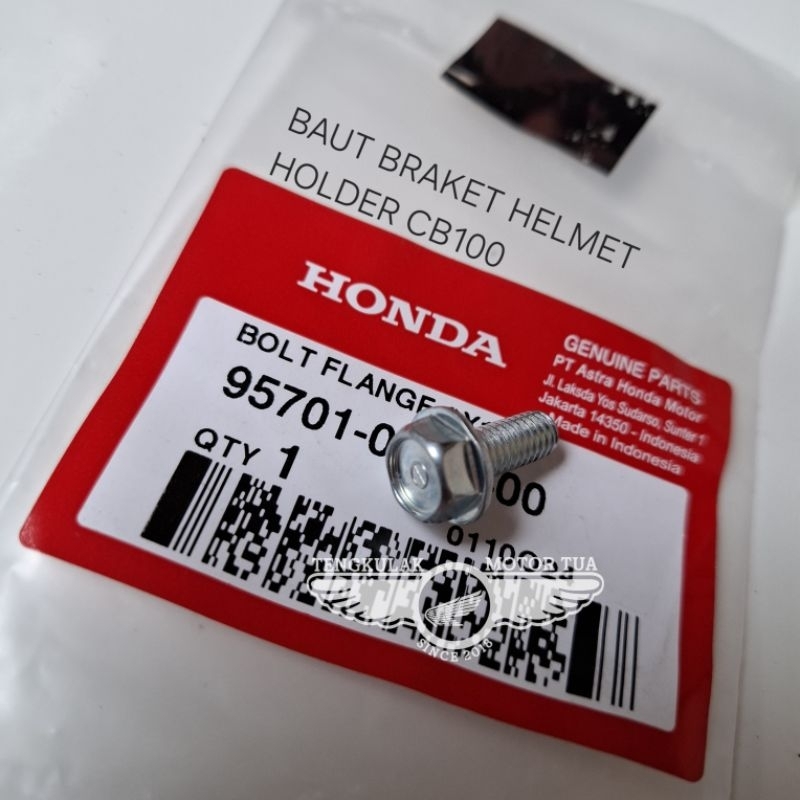 BAUT BRAKET HELMET
HOLDER CB100
HONDA
GENUINE PARTS
PT Astra Honda Motor
Jl. Laksda Yos Sudarso, Sunter 1
Jakarta 14350 - Indonesia
Made in Indonesia
BOLT FLANGE
95701-0 00
QTY 1
TENGKULAK MOTOR TUA
SINCE 2018